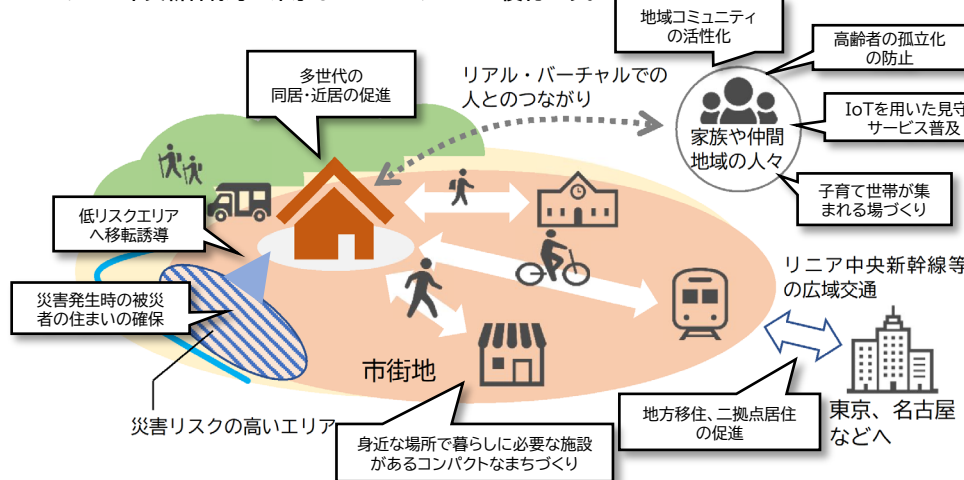 地域コミュニティ
の活性化
高齢者の孤立化
の防止
多世代の
同居・近居の促進
リアル・バーチャルでの
人とのつながり
IoTを用いた見守
サービス普及
家族や仲間
地域の人々
子育て世帯が集
まれる場づくり
低リスクエリア
へ移転誘導
リニア中央新幹線等
の広域交通
災害発生時の被災
者の住まいの確保
市街地
災害リスクの高いエリア
身近な場所で暮らしに必要な施設
があるコンパクトなまちづくり
地方移住、二拠点居住
の促進
東京、名古屋
などへ